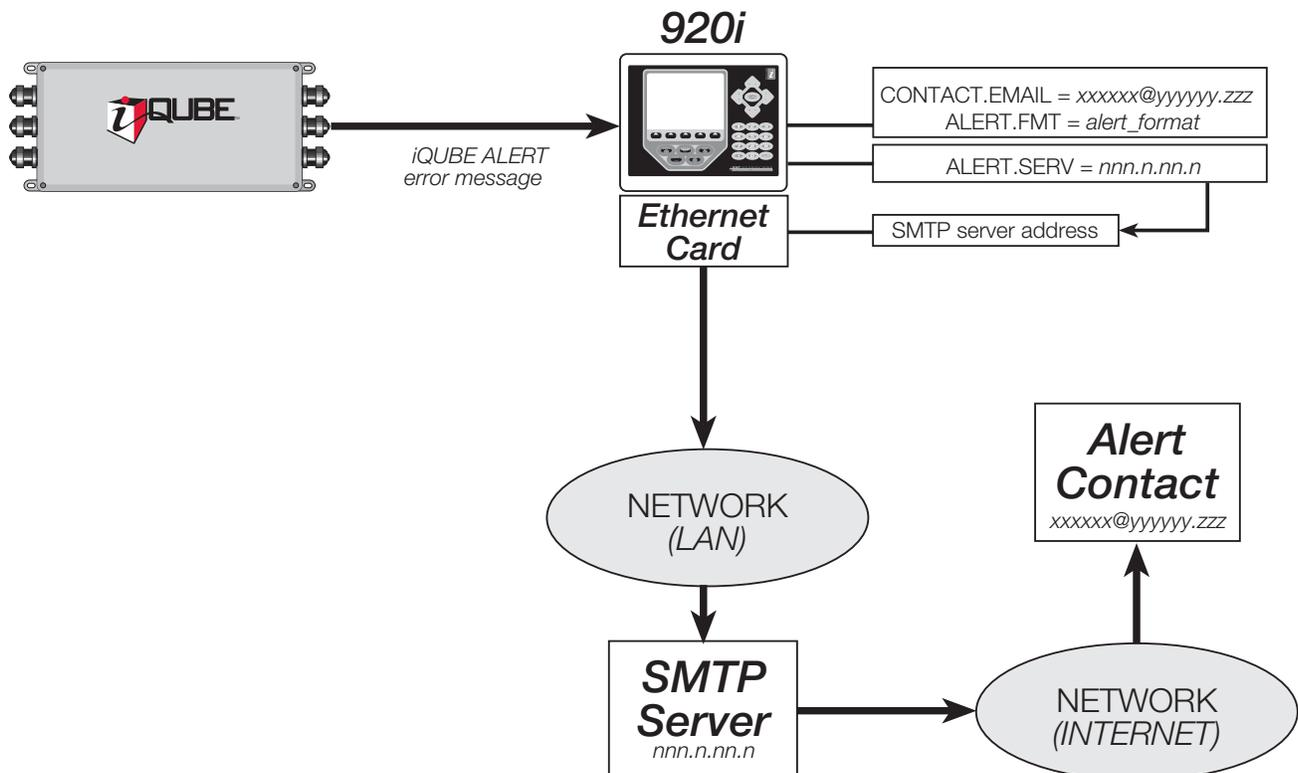 920i
iQUBE
CONTACT.EMAIL = xxxxxx@yyyyyy.zzz
ALERT.FMT = alert_format
iQUBE ALERT
error message
ALERT.SERV = nnn.n.nn.n
Ethernet
Card
SMTP server address
Alert
Contact
xxxxxx@yyyyyy.zzz
NETWORK
(LAN)
SMTP
Server
nnn.n.nn.n
NETWORK
(INTERNET)